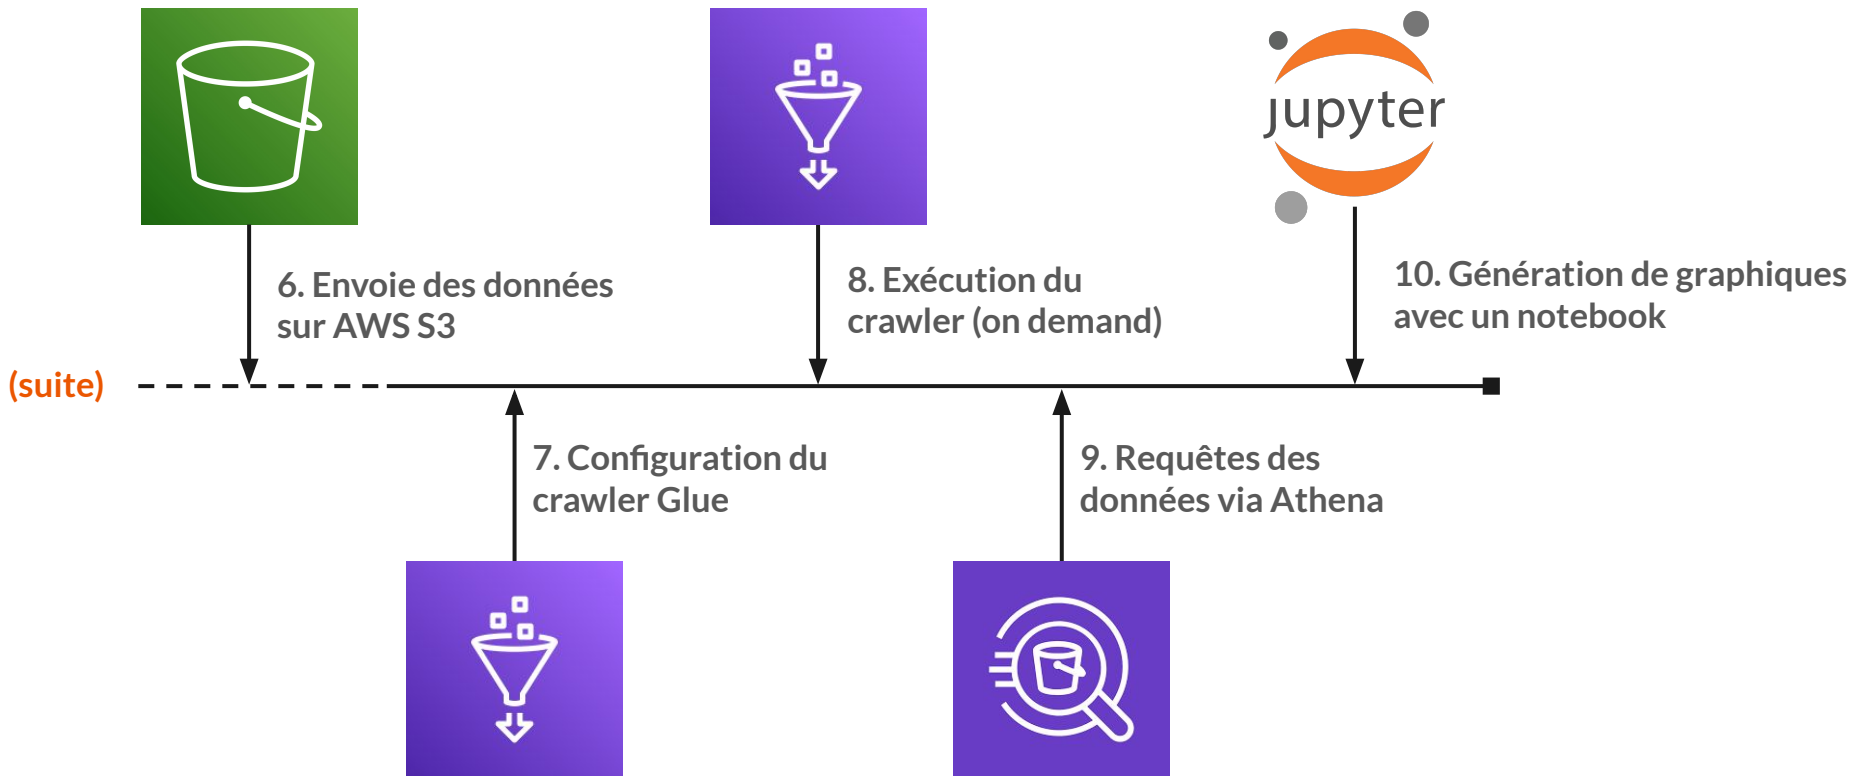 jupyter
6. Envoie des données
sur AWS S3
8. Exécution du
crawler (on demand)
10. Génération de graphiques
avec un notebook
(suite)
7. Configuration du
crawler Glue
9. Requêtes des
données via Athena